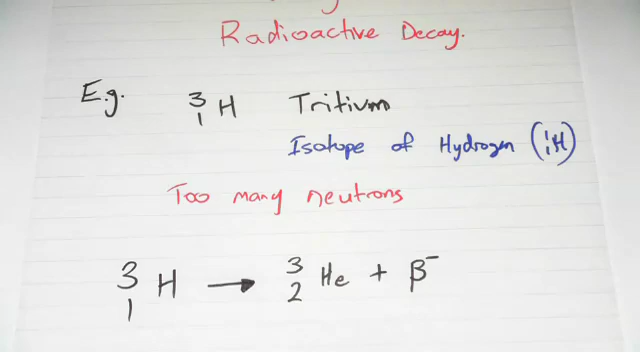 Radioactive Decay.
E.g. ³₁H Tritium
Isotope of Hydrogen (¹₁H)
Too many neutrons
³₁H → ³₂He + β⁻